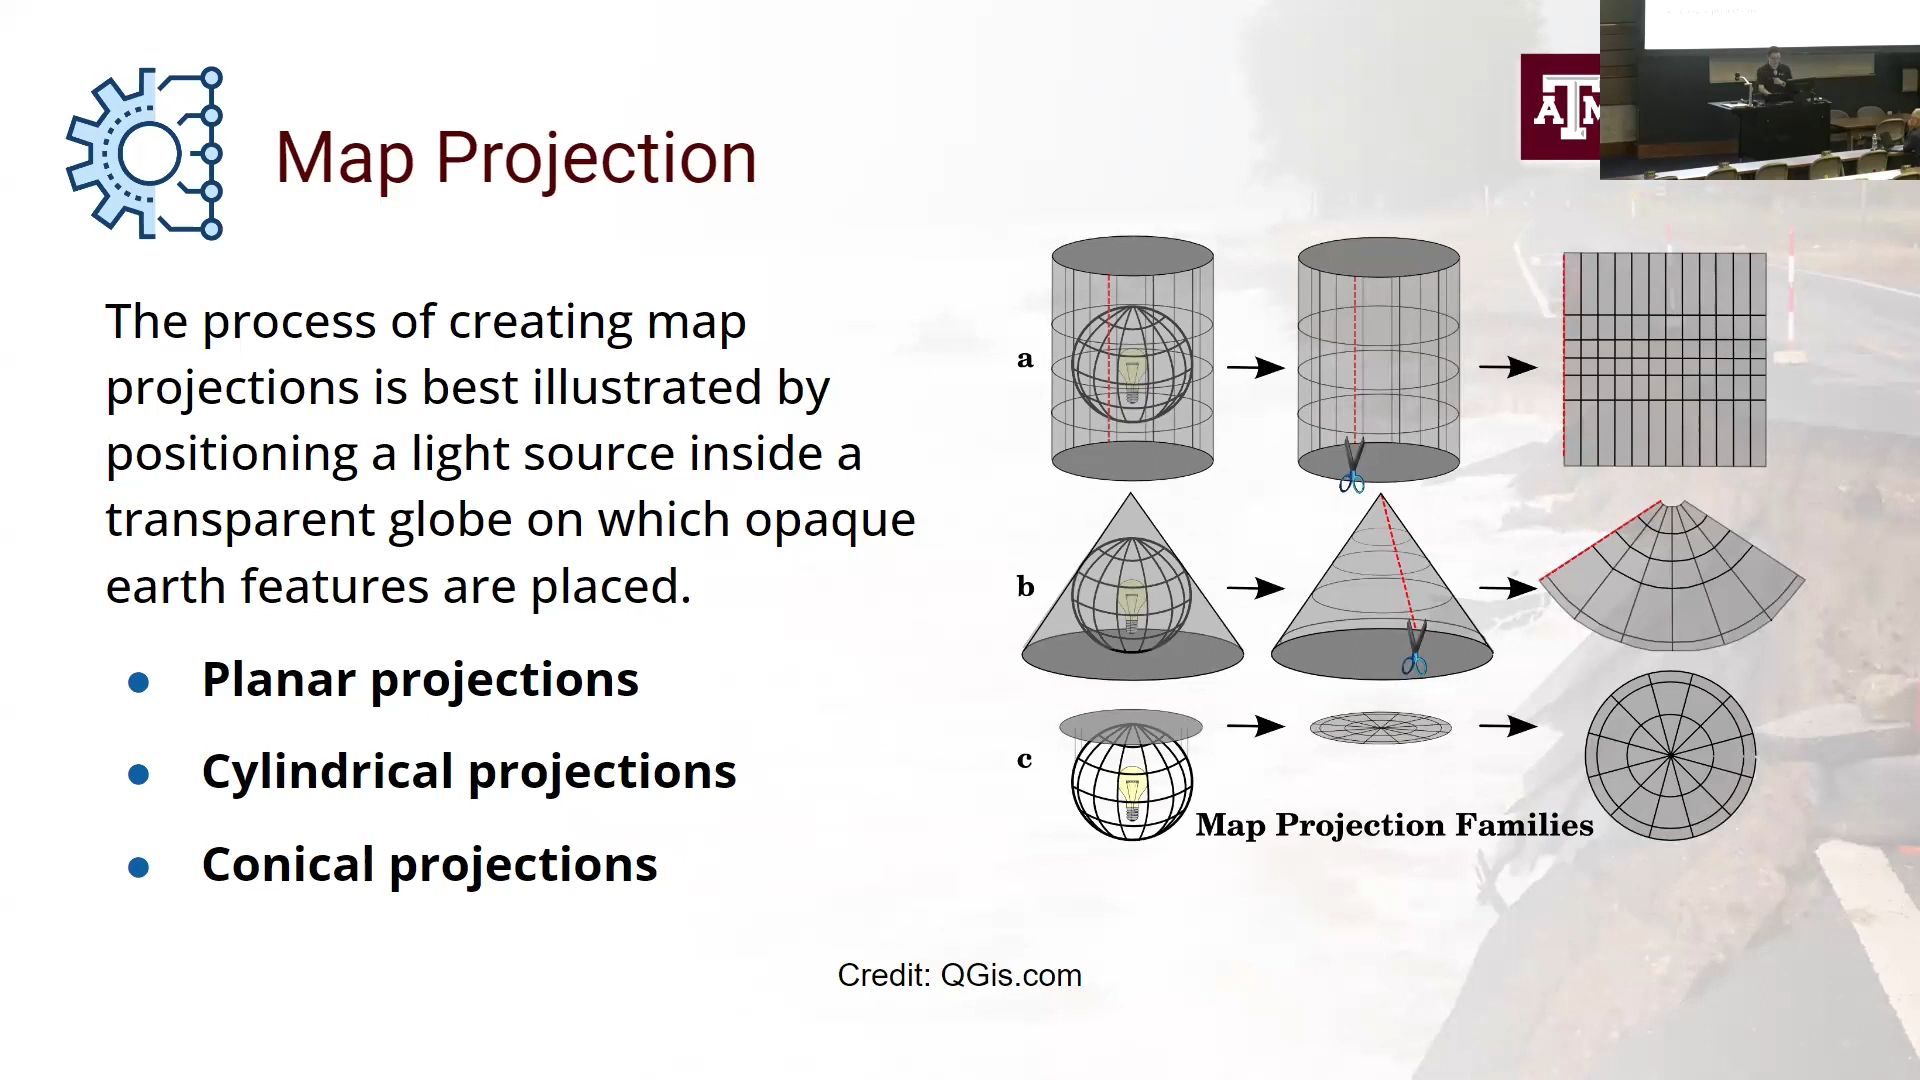 Map Projection
ATM
The process of creating map
projections is best illustrated by
positioning a light source inside a
transparent globe on which opaque
earth features are placed.
● Planar projections
● Cylindrical projections
● Conical projections
a
b
c
Map Projection Families
Credit: QGis.com